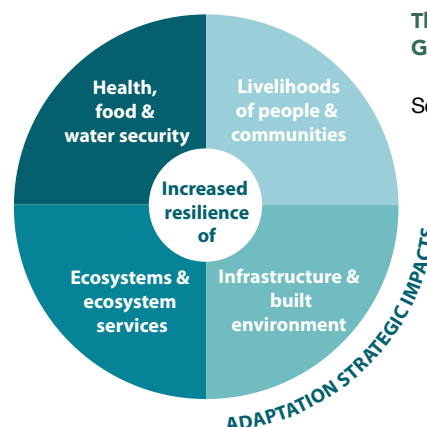 Health,
food &
water security
Livelihoods
of people &
communities
Increased
resilience
of
Ecosystems &
ecosystem
services
Infrastructure &
built
environment
ADAPTATION STRATEGIC IMPACTS